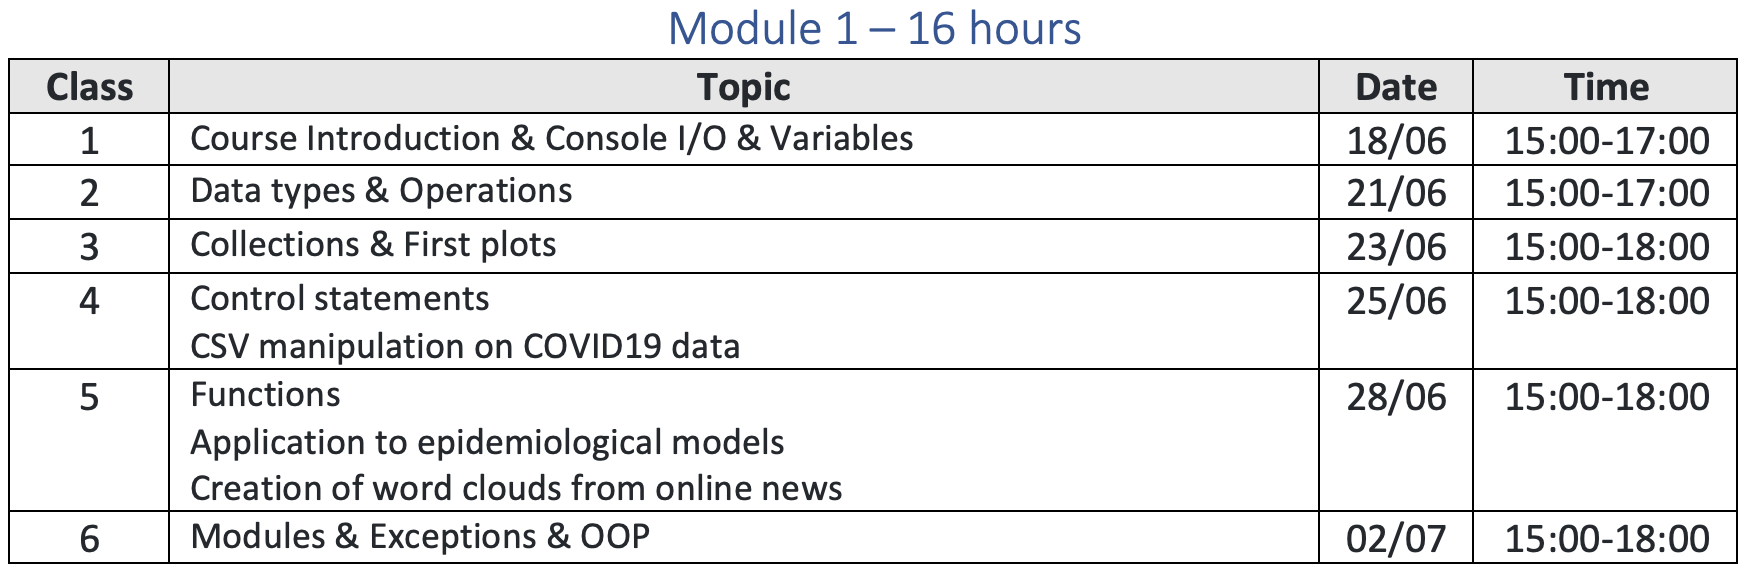 Module 1 – 16 hours
Class Topic Date Time
1 Course Introduction & Console I/O & Variables 18/06 15:00-17:00
2 Data types & Operations 21/06 15:00-17:00
3 Collections & First plots 23/06 15:00-18:00
4 Control statements 25/06 15:00-18:00
CSV manipulation on COVID19 data
5 Functions 28/06 15:00-18:00
Application to epidemiological models
Creation of word clouds from online news
6 Modules & Exceptions & OOP 02/07 15:00-18:00